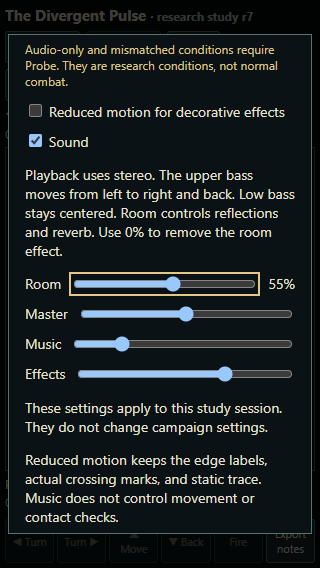 The Divergent Pulse · research study r7
Audio-only and mismatched conditions require
Probe. They are research conditions, not normal
combat.
Reduced motion for decorative effects
Sound
Playback uses stereo. The upper bass
moves from left to right and back. Low bass
stays centered. Room controls reflections
and reverb. Use 0% to remove the room
effect.
Room 55%
Master
Music
Effects
These settings apply to this study session.
They do not change campaign settings.
Reduced motion keeps the edge labels,
actual crossing marks, and static trace.
Music does not control movement or
contact checks.
◀ Turn Turn ▶ ▲ Move ▼ Back Fire Export
notes